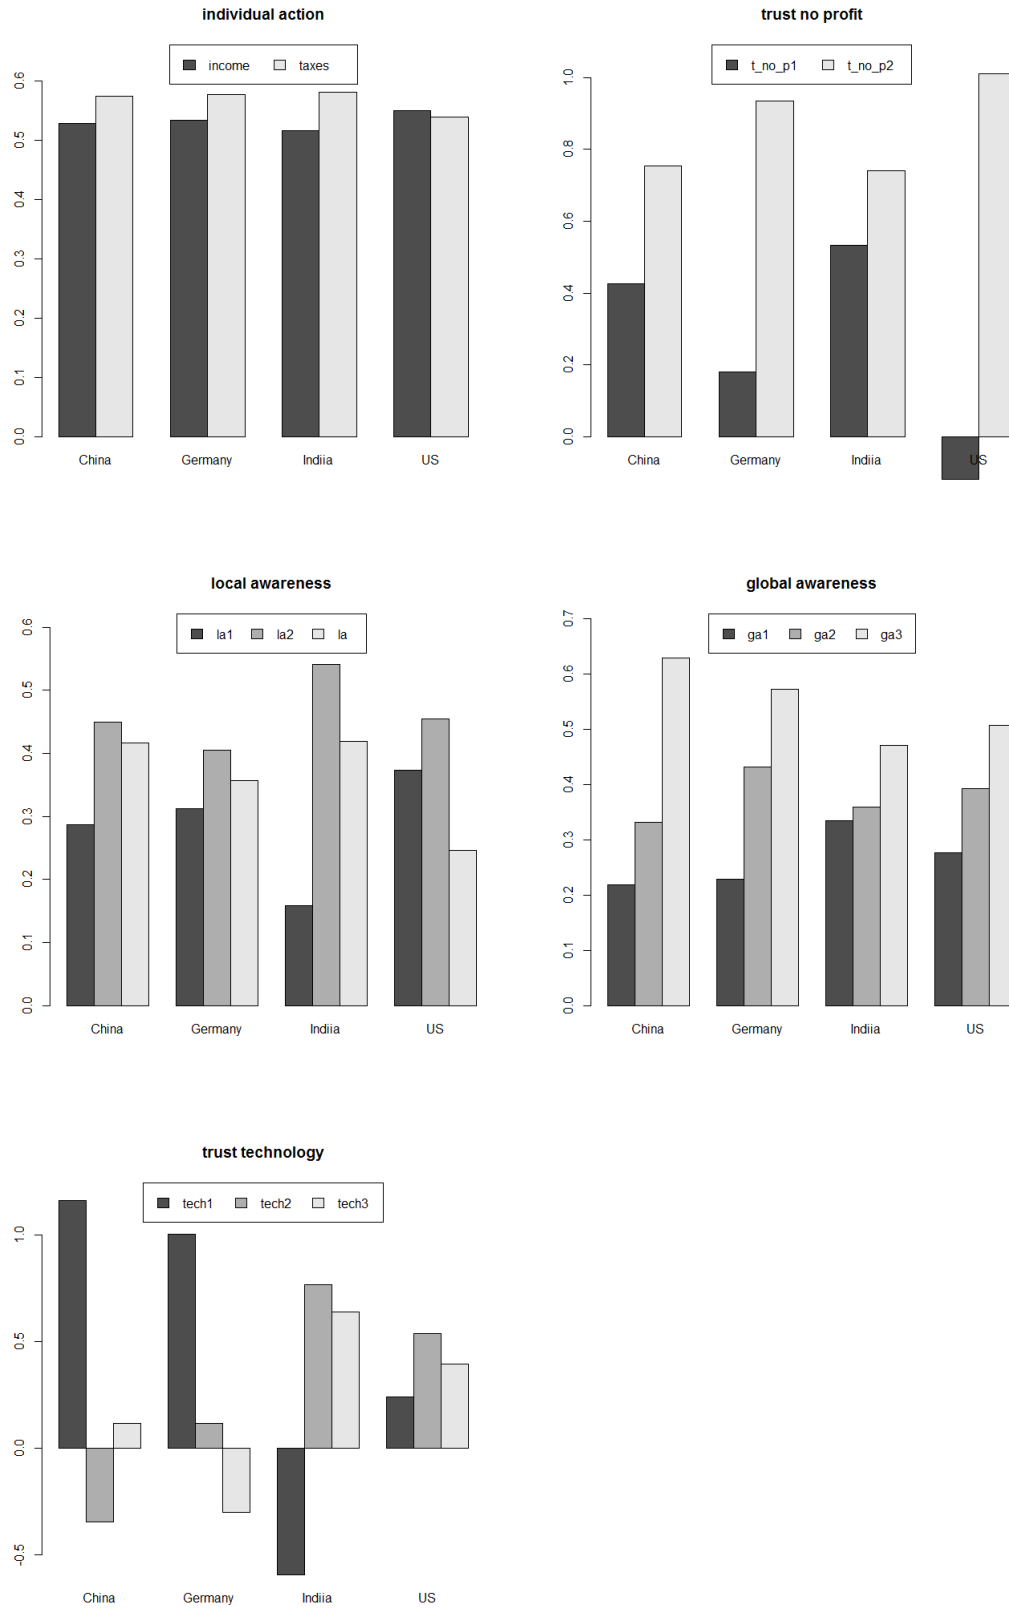 individual action
income taxes
0.6
0.5
0.4
0.3
0.2
0.1
0.0
China Germany Indiia US
trust no profit
t_no_p1 t_no_p2
1.0
0.8
0.6
0.4
0.2
0.0
China Germany Indiia US
local awareness
la1 la2 la
0.6
0.5
0.4
0.3
0.2
0.1
0.0
China Germany Indiia US
global awareness
ga1 ga2 ga3
0.7
0.6
0.5
0.4
0.3
0.2
0.1
0.0
China Germany Indiia US
trust technology
tech1 tech2 tech3
1.0
0.5
0.0
-0.5
China Germany Indiia US